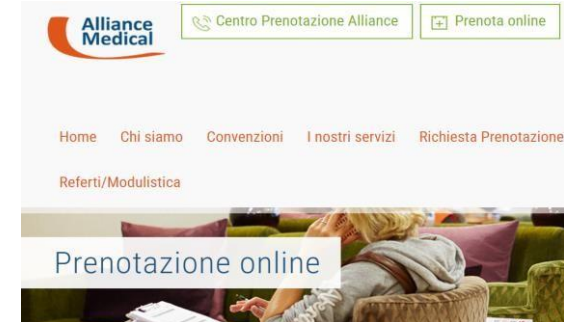 Alliance
Medical
Centro Prenotazione Alliance
Prenota online
Home Chi siamo Convenzioni I nostri servizi Richiesta Prenotazione
Referti/Modulistica
Prenotazione online